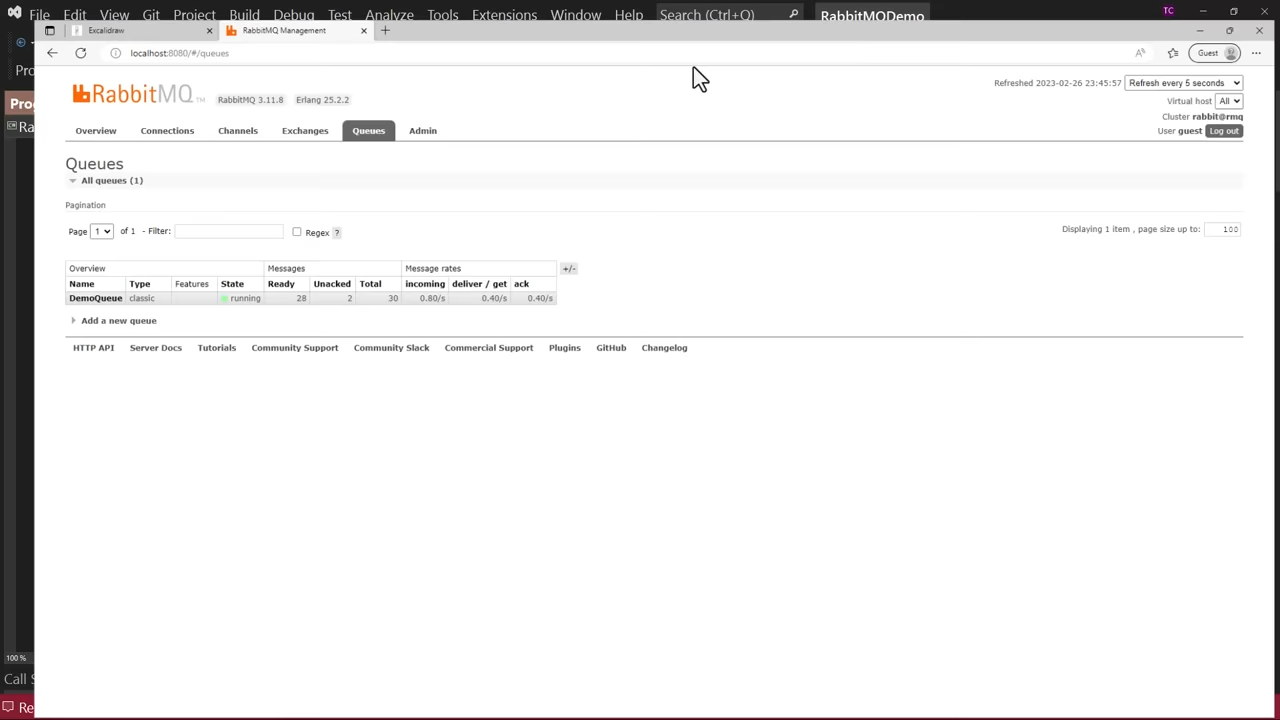 File Edit View Git Project Build Debug Test Analyze Tools Extensions Window Help Search (Ctrl+Q) RabbitMQDemo TC
Excalidraw RabbitMQ Management
localhost:8080/#/queues Guest
RabbitMQ TM RabbitMQ 3.11.8 Erlang 25.2.2
Refreshed 2023-02-26 23:45:57 Refresh every 5 seconds
Virtual host All
Cluster rabbit@rmq
User guest Log out
Overview Connections Channels Exchanges Queues Admin
Queues
All queues (1)
Pagination
Page 1 of 1 - Filter: Regex ? Displaying 1 item , page size up to: 100
Overview Messages Message rates +/-
Name Type Features State Ready Unacked Total incoming deliver / get ack
DemoQueue classic running 28 2 30 0.80/s 0.40/s 0.40/s
Add a new queue
HTTP API Server Docs Tutorials Community Support Community Slack Commercial Support Plugins GitHub Changelog
100 %